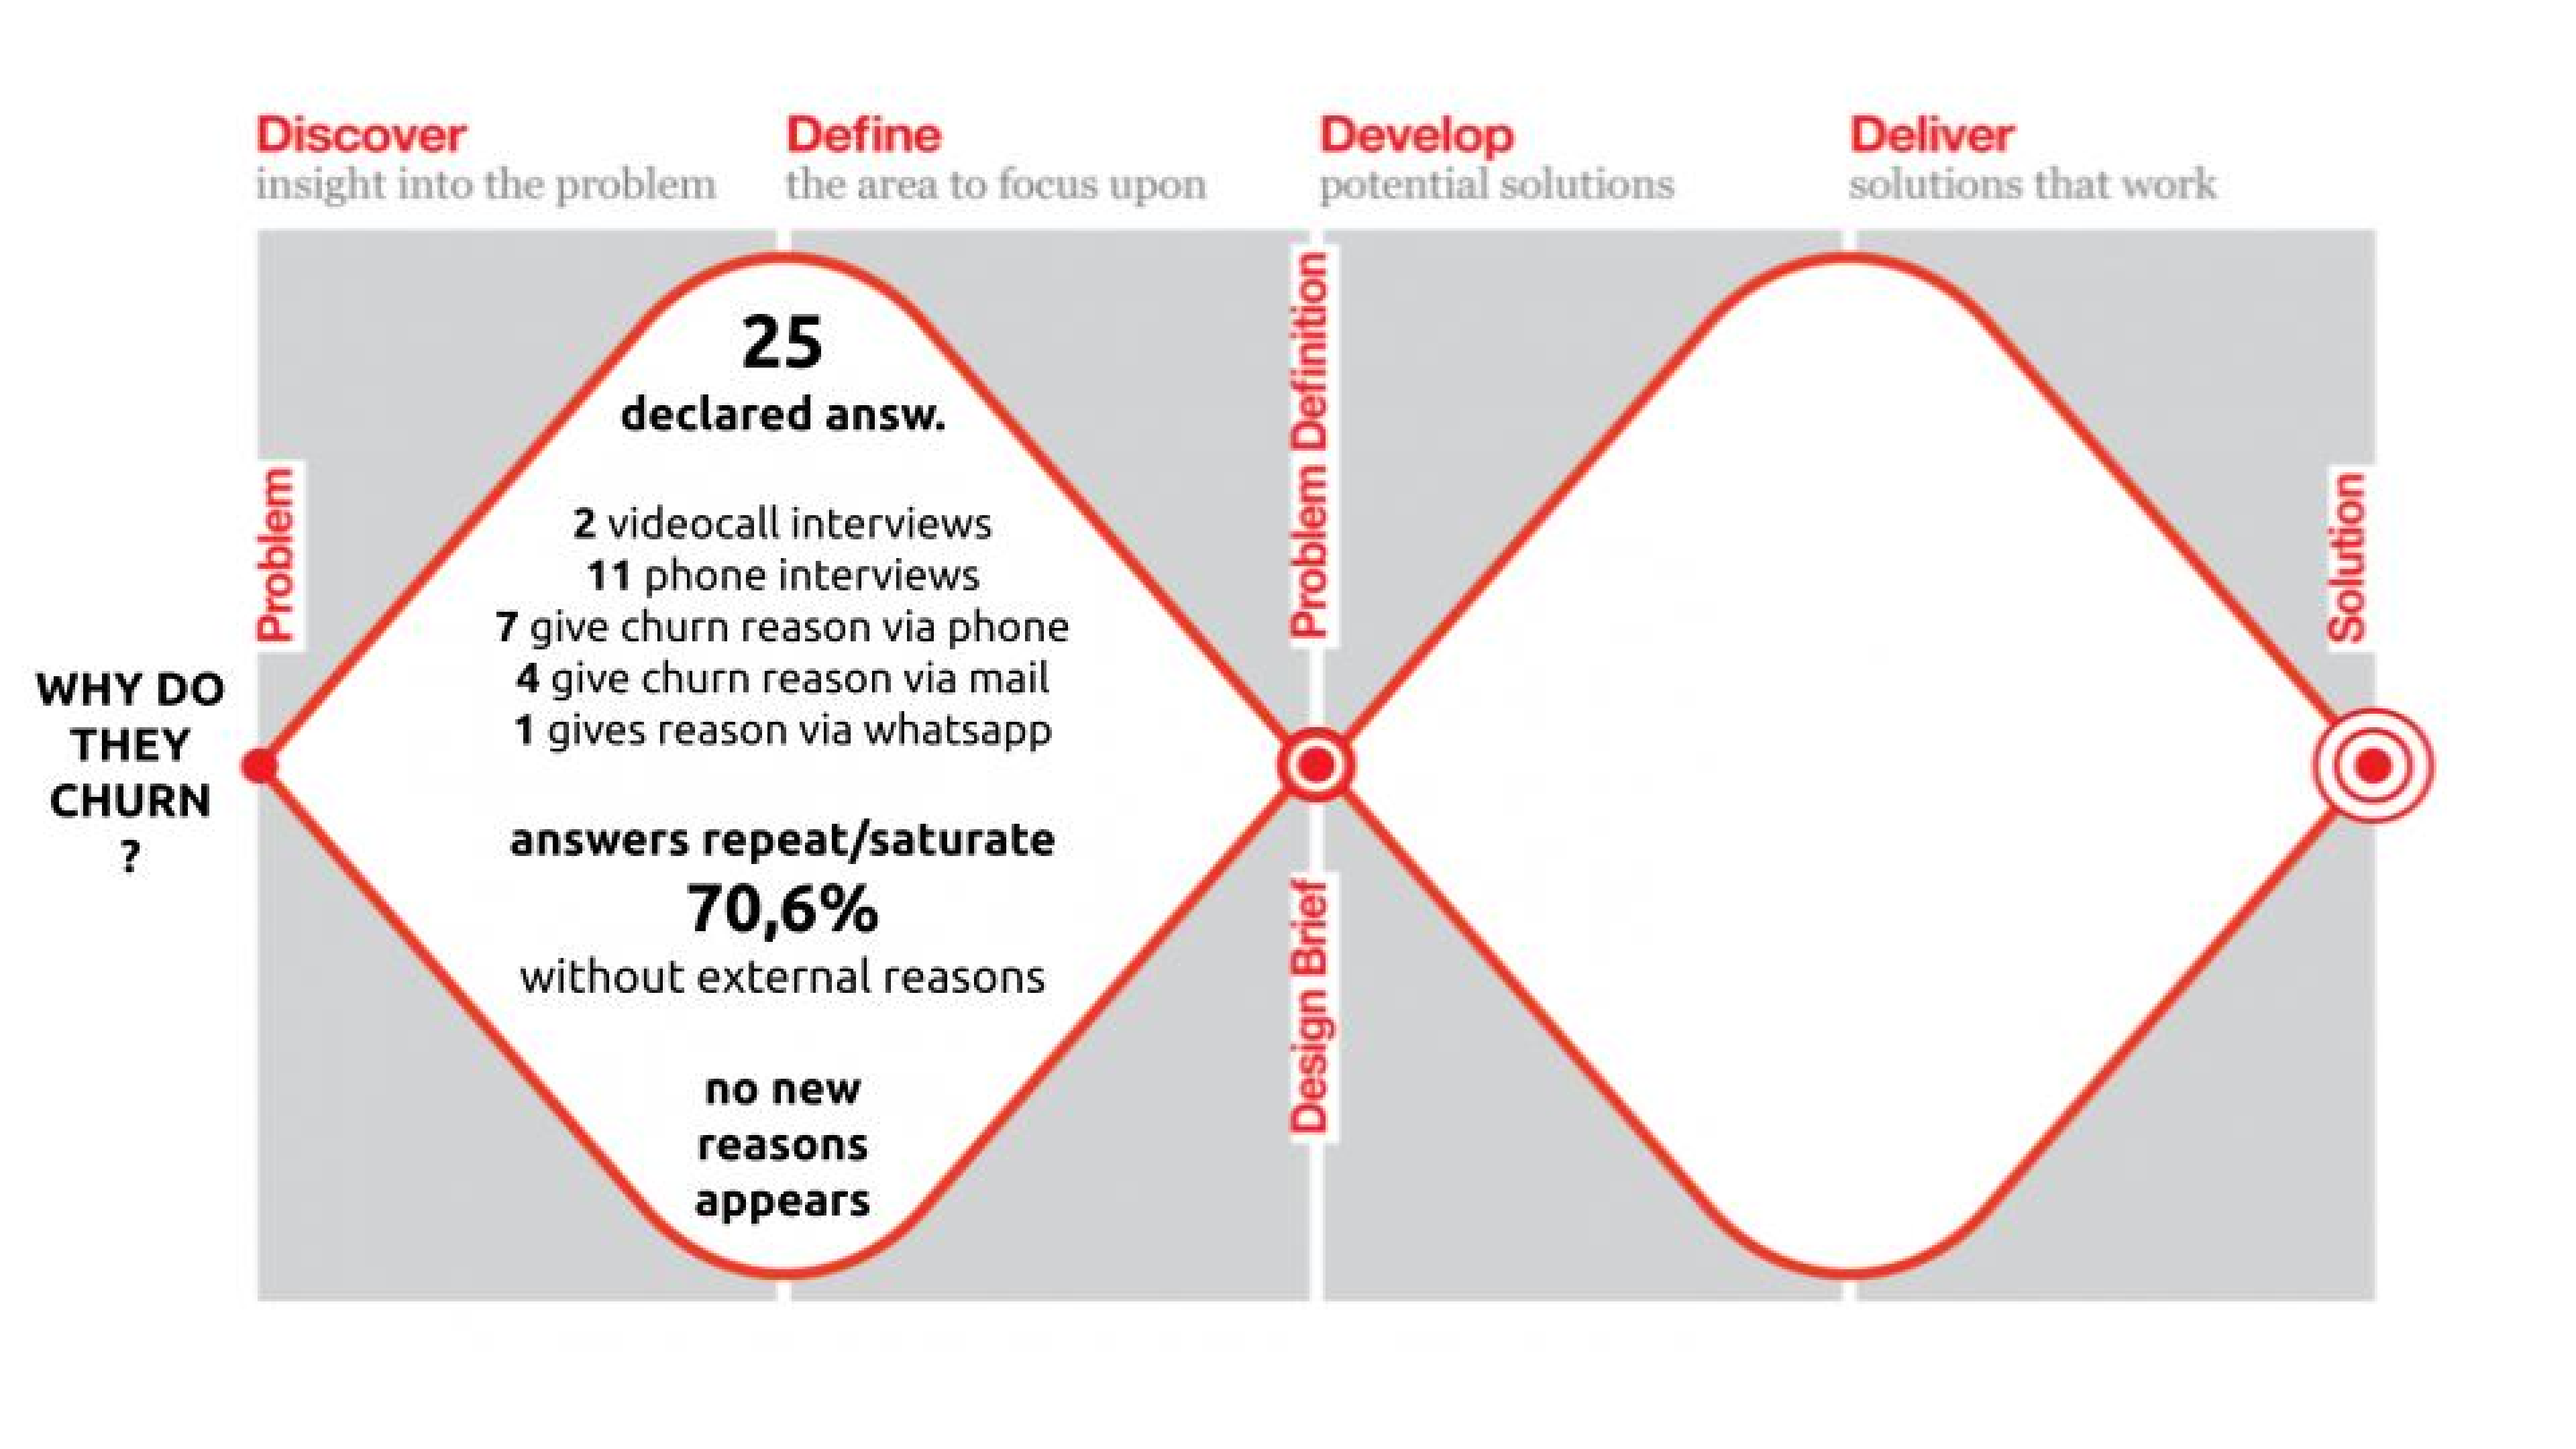 Discover
insight into the problem
Define
the area to focus upon
Develop
potential solutions
Deliver
solutions that work
WHY DO
THEY
CHURN
?
Problem
25
declared answ.
2 videocall interviews
11 phone interviews
7 give churn reason via phone
4 give churn reason via mail
1 gives reason via whatsapp
answers repeat/saturate
70,6%
without external reasons
no new
reasons
appears
Problem Definition
Design Brief
Solution